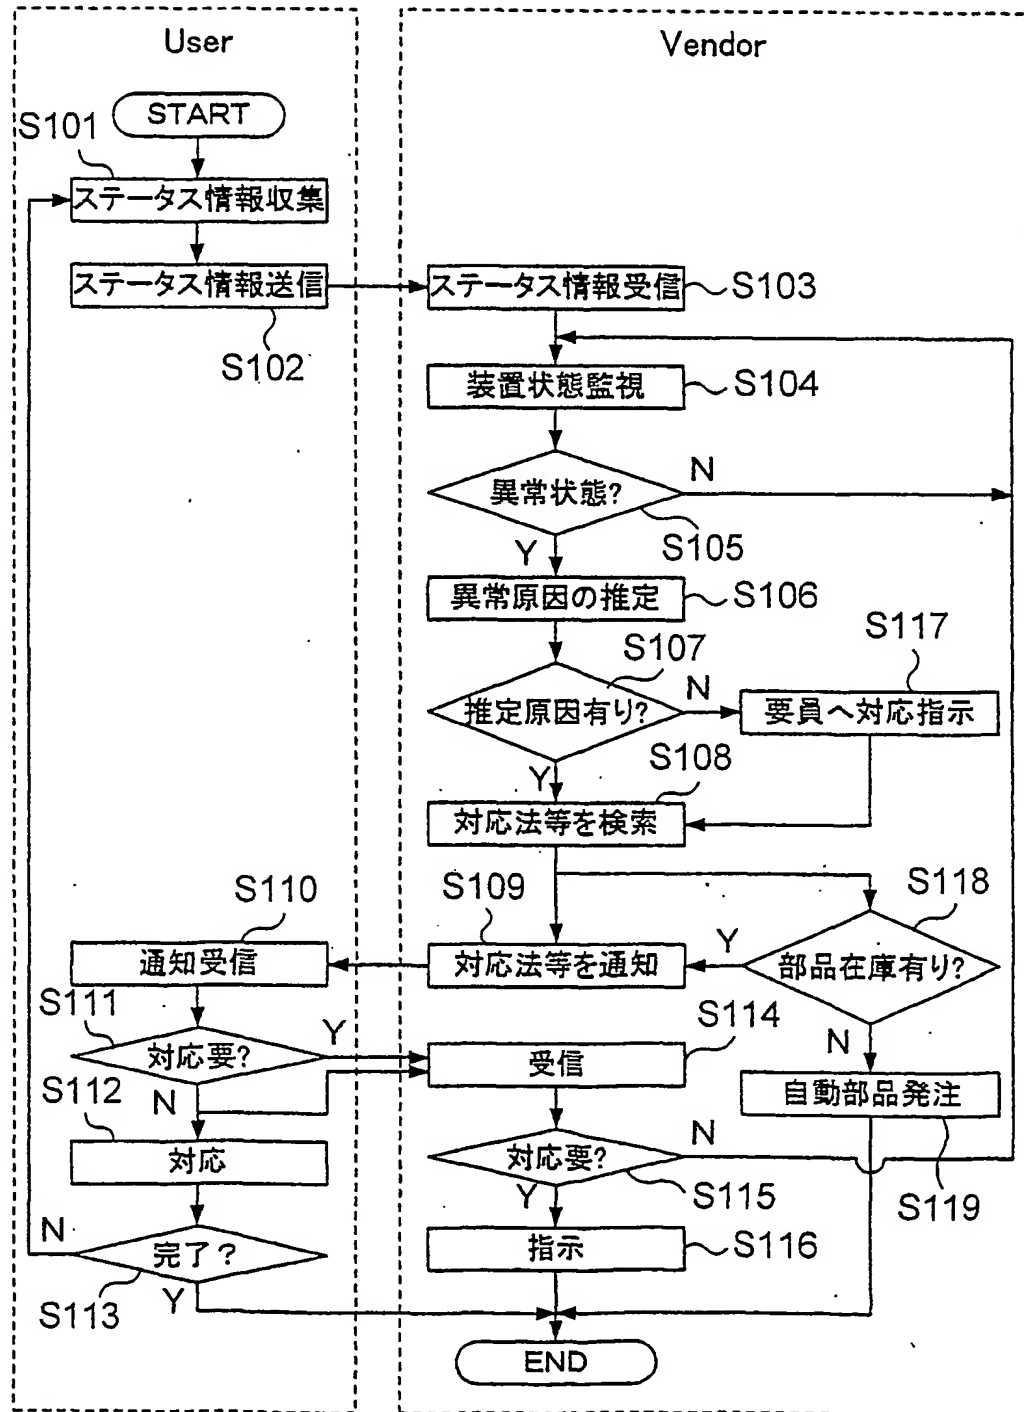 User
Vendor
START
S101
ステータス情報収集
ステータス情報送信
S102
ステータス情報受信
S103
装置状態監視
S104
異常状態?
N
S105
Y
異常原因の推定
S106
S107
推定原因有り?
N
S117
要員へ対応指示
Y
S108
対応法等を検索
S109
対応法等を通知
S118
部品在庫有り?
Y
N
自動部品発注
S119
S110
通知受信
S111
対応要?
Y
N
S112
対応
S113
完了?
N
Y
S114
受信
対応要?
N
S115
Y
指示
S116
END